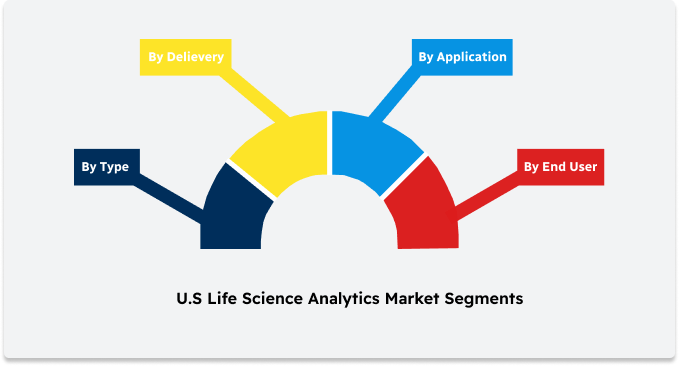 By Delievery
By Application
By Type
By End User
U.S Life Science Analytics Market Segments